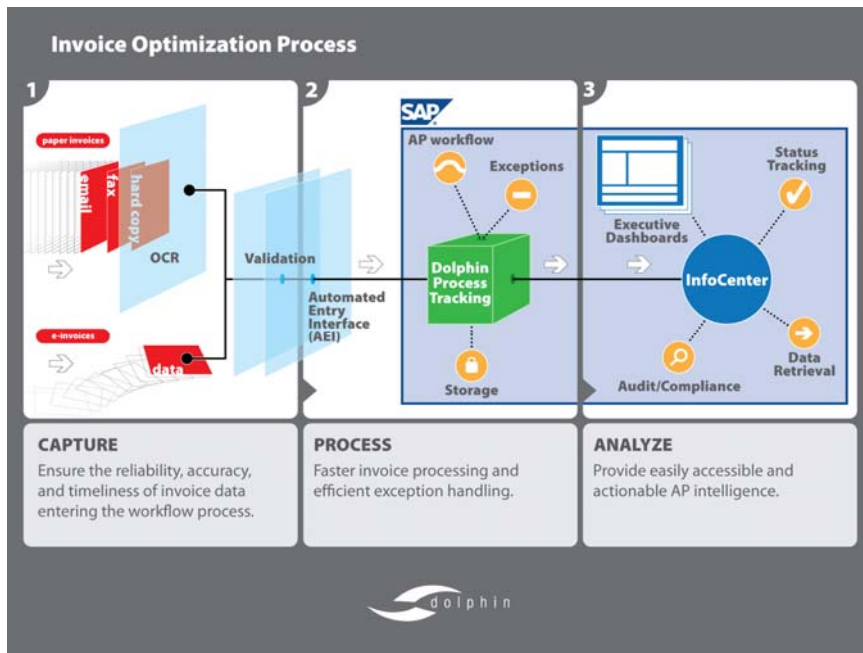 Invoice Optimization Process
1
paper invoices
email
fax
hard copy
OCR
e-invoices
data
Validation
2
Automated
Entry
Interface
(AEI)
SAP
AP workflow
Exceptions
Dolphin
Process
Tracking
Storage
3
Executive
Dashboards
Status
Tracking
InfoCenter
Audit/Compliance
Data
Retrieval
CAPTURE
Ensure the reliability, accuracy,
and timeliness of invoice data
entering the workflow process.
PROCESS
Faster invoice processing and
efficient exception handling.
ANALYZE
Provide easily accessible and
actionable AP intelligence.
dolphin